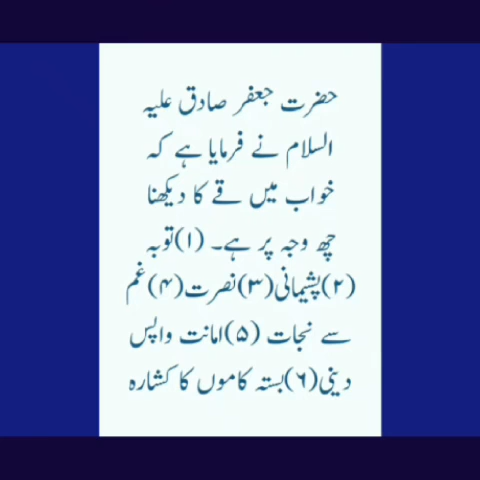 حضرت جعفر صادق علیہ
السلام نے فرمایا ہے کہ
خواب میں قے کا دیکھنا
چھ وجہ پر ہے۔ (۱)توبہ
(۲)پشیمانی(۳)نصرت(۴)غم
سے نجات (۵)امانت واپس
دینی(٦)بستہ کاموں کا کشارہ